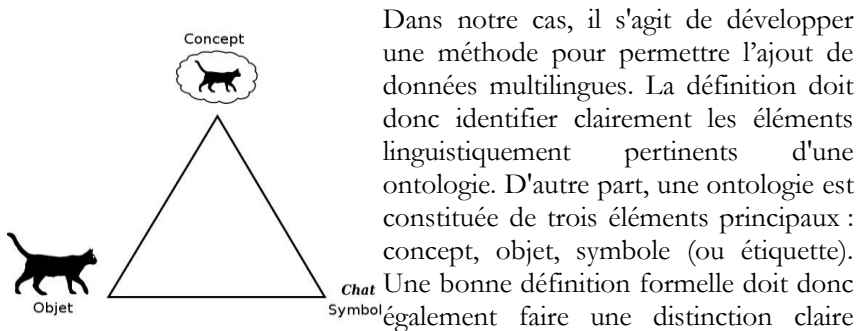 Concept
Objet
Chat
Symbol
Dans notre cas, il s'agit de développer
une méthode pour permettre l’ajout de
données multilingues. La définition doit
donc identifier clairement les éléments
linguistiquement pertinents d'une
ontologie. D'autre part, une ontologie est
constituée de trois éléments principaux :
concept, objet, symbole (ou étiquette).
Une bonne définition formelle doit donc
également faire une distinction claire